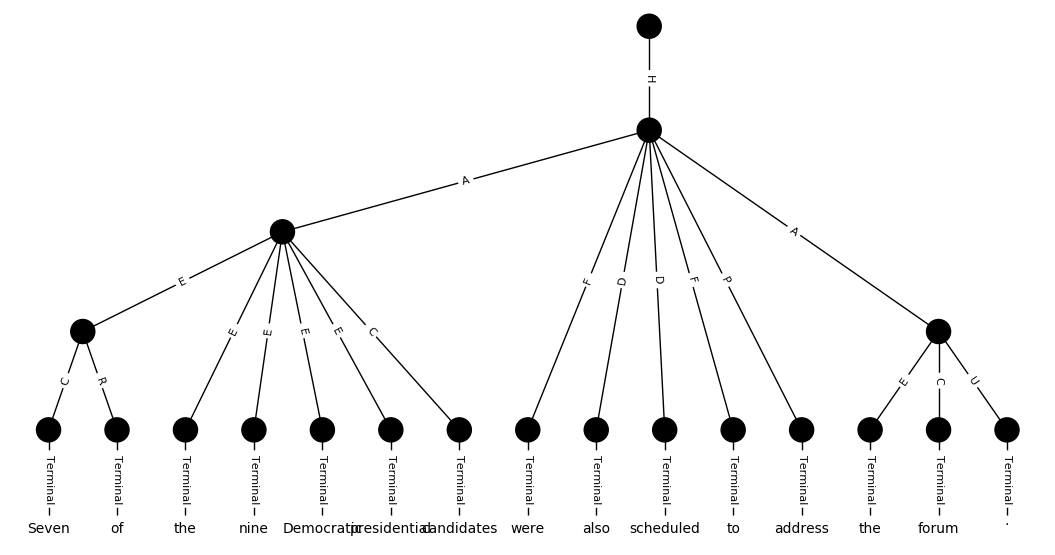 H
A
A
E
F D D F P
E E E E C
C R E C U
Terminal Terminal Terminal Terminal Terminal Terminal Terminal Terminal Terminal Terminal Terminal Terminal Terminal Terminal Terminal
Seven of the nine Democratic presidential candidates were also scheduled to address the forum .